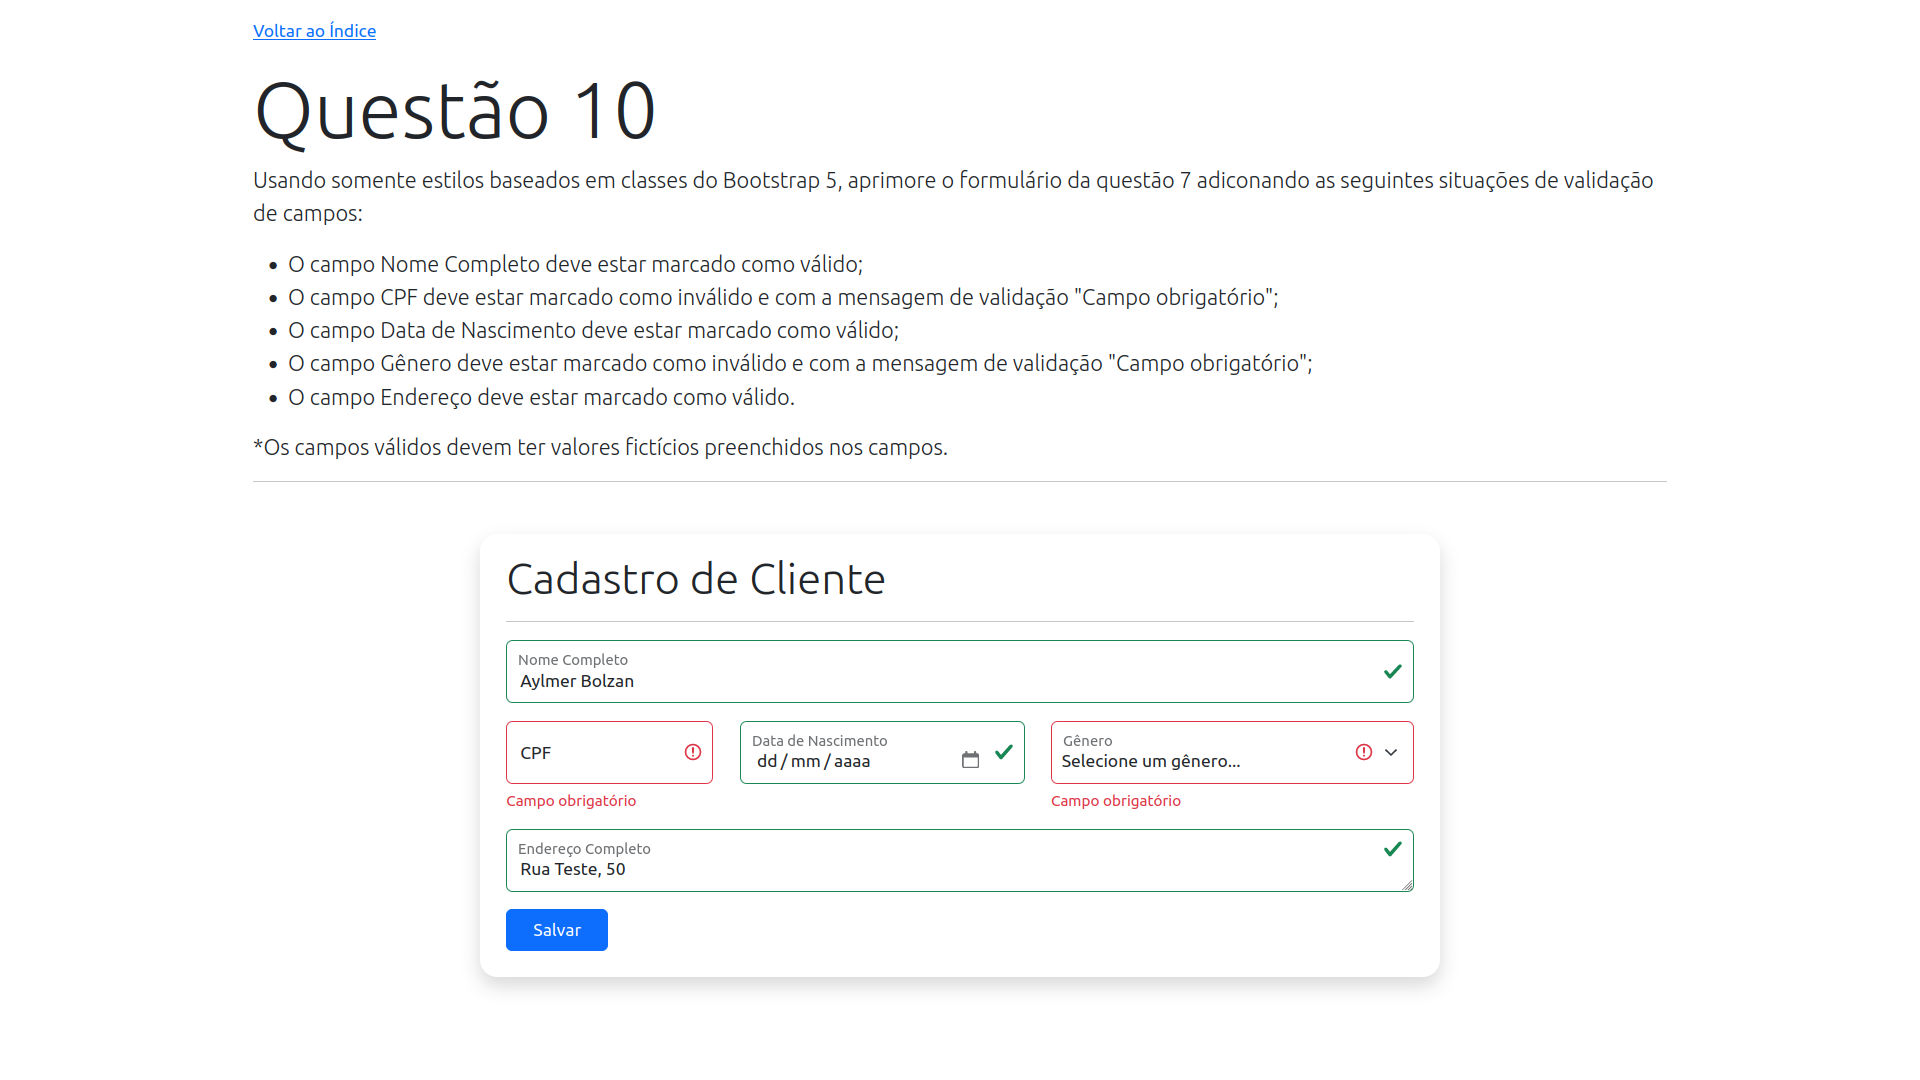 Voltar ao Índice
Questão 10
Usando somente estilos baseados em classes do Bootstrap 5, aprimore o formulário da questão 7 adiconando as seguintes situações de validação
de campos:
• O campo Nome Completo deve estar marcado como válido;
• O campo CPF deve estar marcado como inválido e com a mensagem de validação "Campo obrigatório";
• O campo Data de Nascimento deve estar marcado como válido;
• O campo Gênero deve estar marcado como inválido e com a mensagem de validação "Campo obrigatório";
• O campo Endereço deve estar marcado como válido.
*Os campos válidos devem ter valores fictícios preenchidos nos campos.
Cadastro de Cliente
Nome Completo
Aylmer Bolzan
CPF
Campo obrigatório
Data de Nascimento
dd/mm/aaaa
Gênero
Selecione um gênero...
Campo obrigatório
Endereço Completo
Rua Teste, 50
Salvar